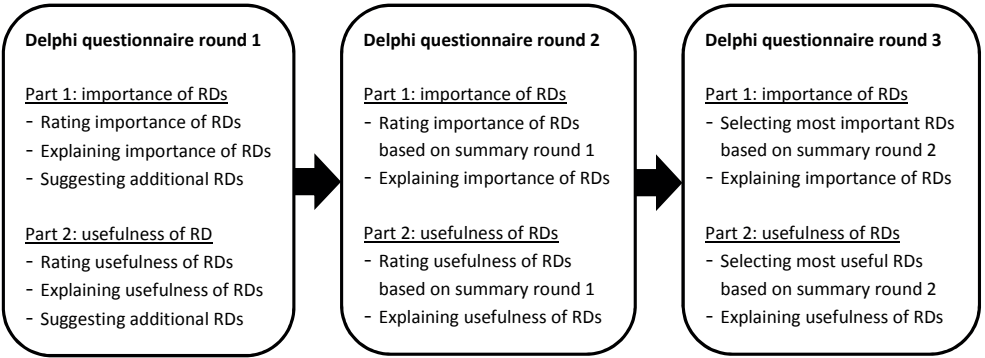 Delphi questionnaire round 1
Part 1: importance of RDs
- Rating importance of RDs
- Explaining importance of RDs
- Suggesting additional RDs
Part 2: usefulness of RD
- Rating usefulness of RDs
- Explaining usefulness of RDs
- Suggesting additional RDs
Delphi questionnaire round 2
Part 1: importance of RDs
- Rating importance of RDs
based on summary round 1
- Explaining importance of RDs
Part 2: usefulness of RDs
- Rating usefulness of RDs
based on summary round 1
- Explaining usefulness of RDs
Delphi questionnaire round 3
Part 1: importance of RDs
- Selecting most important RDs
based on summary round 2
- Explaining importance of RDs
Part 2: usefulness of RDs
- Selecting most useful RDs
based on summary round 2
- Explaining usefulness of RDs